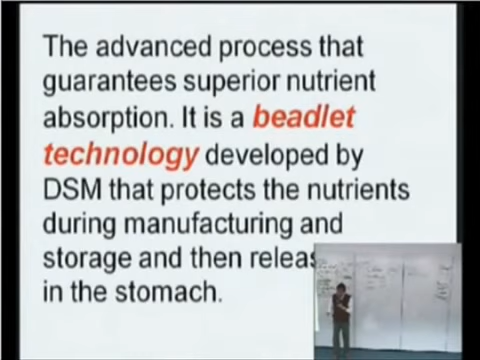 The advanced process that
guarantees superior nutrient
absorption. It is a beadlet
technology developed by
DSM that protects the nutrients
during manufacturing and
storage and then
in the stomach.